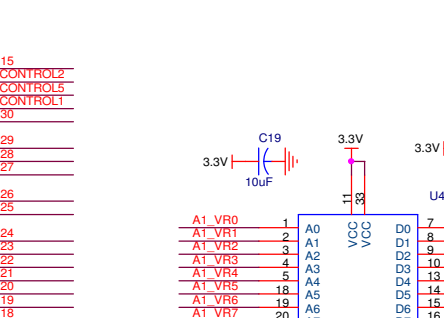 15
CONTROL2
CONTROL5
CONTROL1
30
29
28
27
26
25
24
23
22
21
20
19
18
C19
3.3V
10uF
3.3V
3.3V
11
33
U4
VCC
VCC
A1_VR0 1 A0 D0 7
A1_VR1 2 A1 D1 8
A1_VR2 3 A2 D2 9
A1_VR3 4 A3 D3 10
A1_VR4 5 A4 D4 13
A1_VR5 18 A5 D5 14
A1_VR6 19 A6 D6 15
A1_VR7 20 16